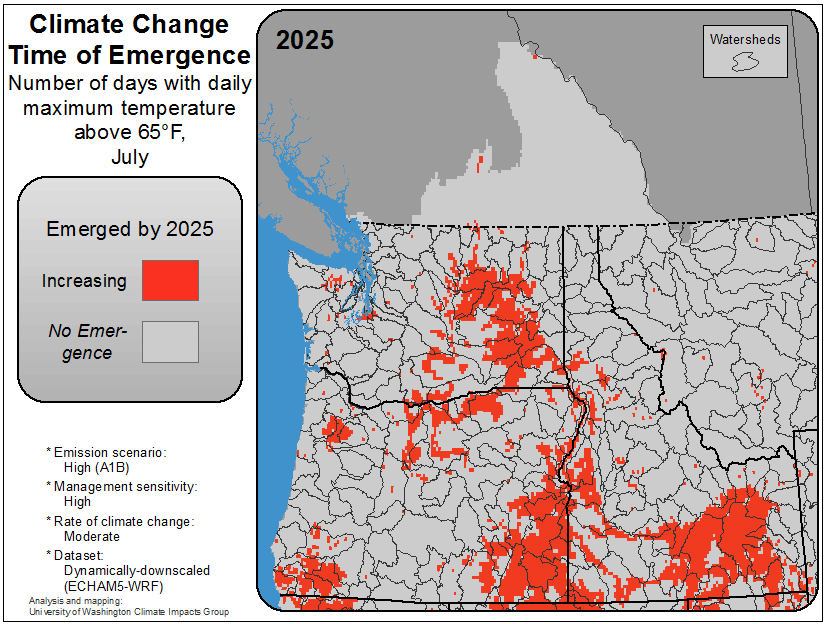 Climate Change
Time of Emergence
Number of days with daily
maximum temperature
above 65°F,
July
Emerged by 2025
Increasing
No Emer-
gence
* Emission scenario:
High (A1B)
* Management sensitivity:
High
* Rate of climate change:
Moderate
* Dataset:
Dynamically-downscaled
(ECHAM5-WRF)
Analysis and mapping:
University of Washington Climate Impacts Group
2025
Watersheds